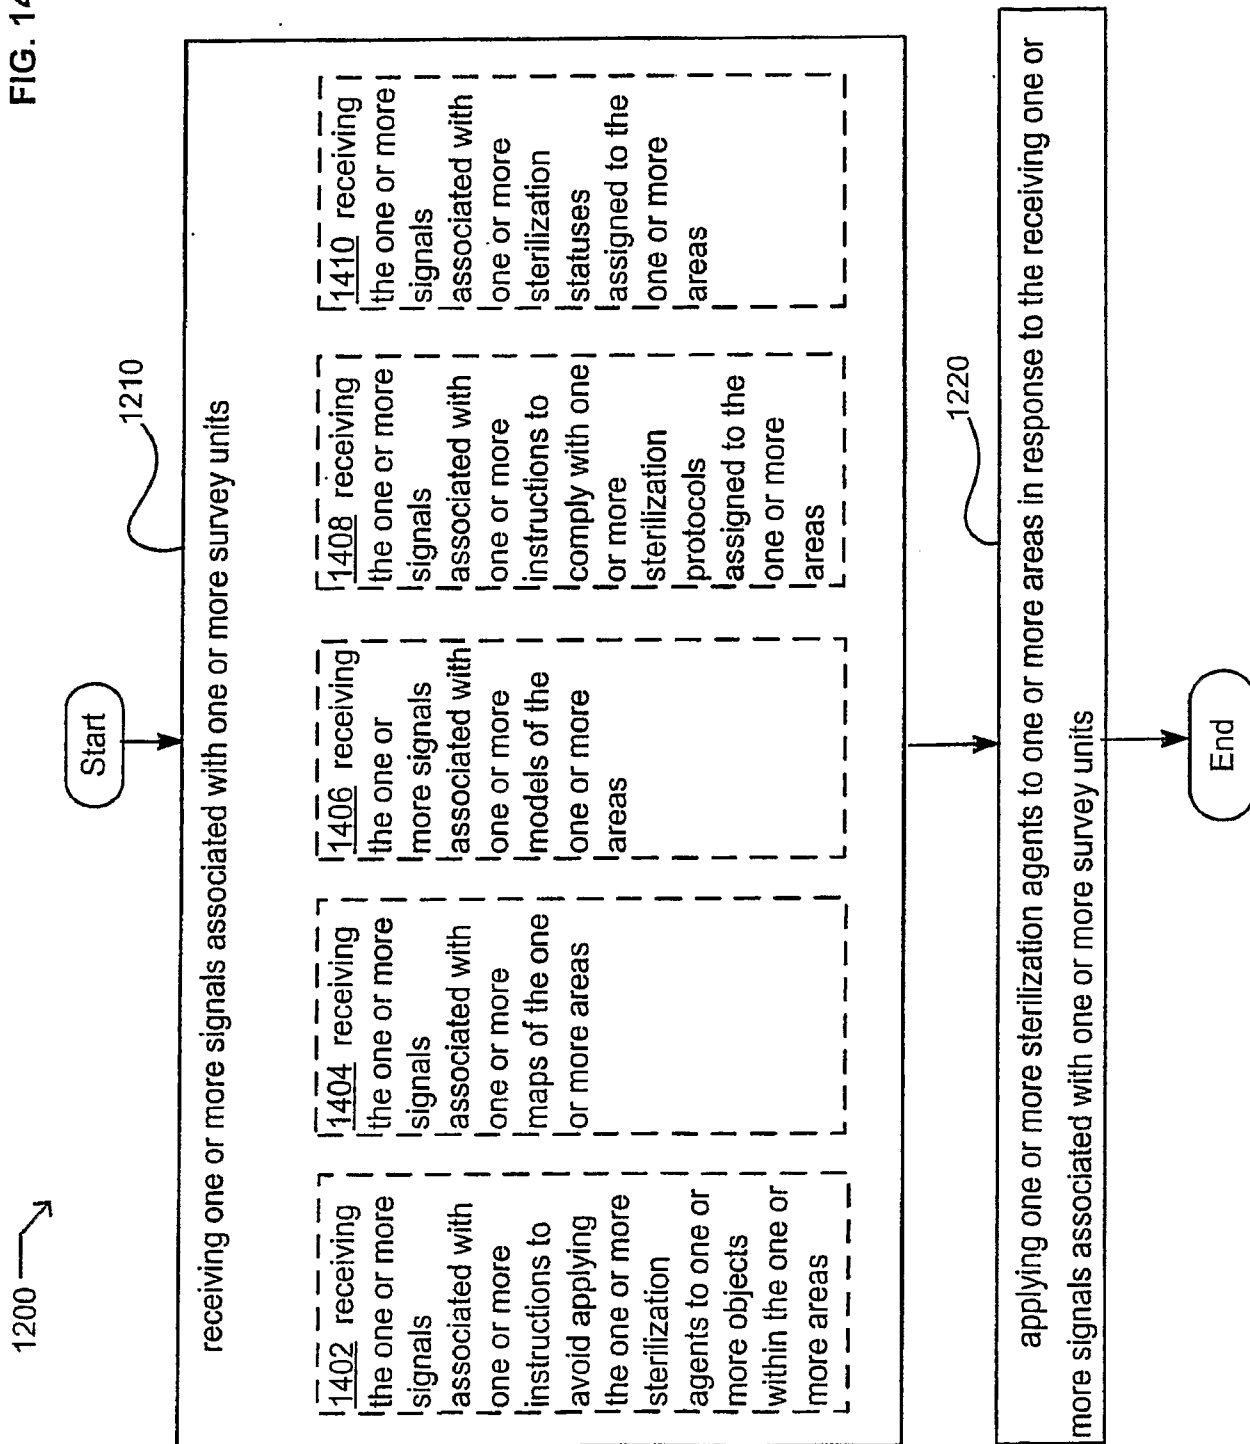 FIG. 14
1200
Start
1210
receiving one or more signals associated with one or more survey units
1402 receiving
the one or more
signals
associated with
one or more
instructions to
avoid applying
the one or more
sterilization
agents to one or
more objects
within the one or
more areas
1404 receiving
the one or more
signals
associated with
one or more
maps of the one
or more areas
1406 receiving
the one or
more signals
associated with
one or more
models of the
one or more
areas
1408 receiving
the one or more
signals
associated with
one or more
instructions to
comply with one
or more
sterilization
protocols
assigned to the
one or more
areas
1410 receiving
the one or more
signals
associated with
one or more
sterilization
statuses
assigned to the
one or more
areas
1220
applying one or more sterilization agents to one or more areas in response to the receiving one or
more signals associated with one or more survey units
End